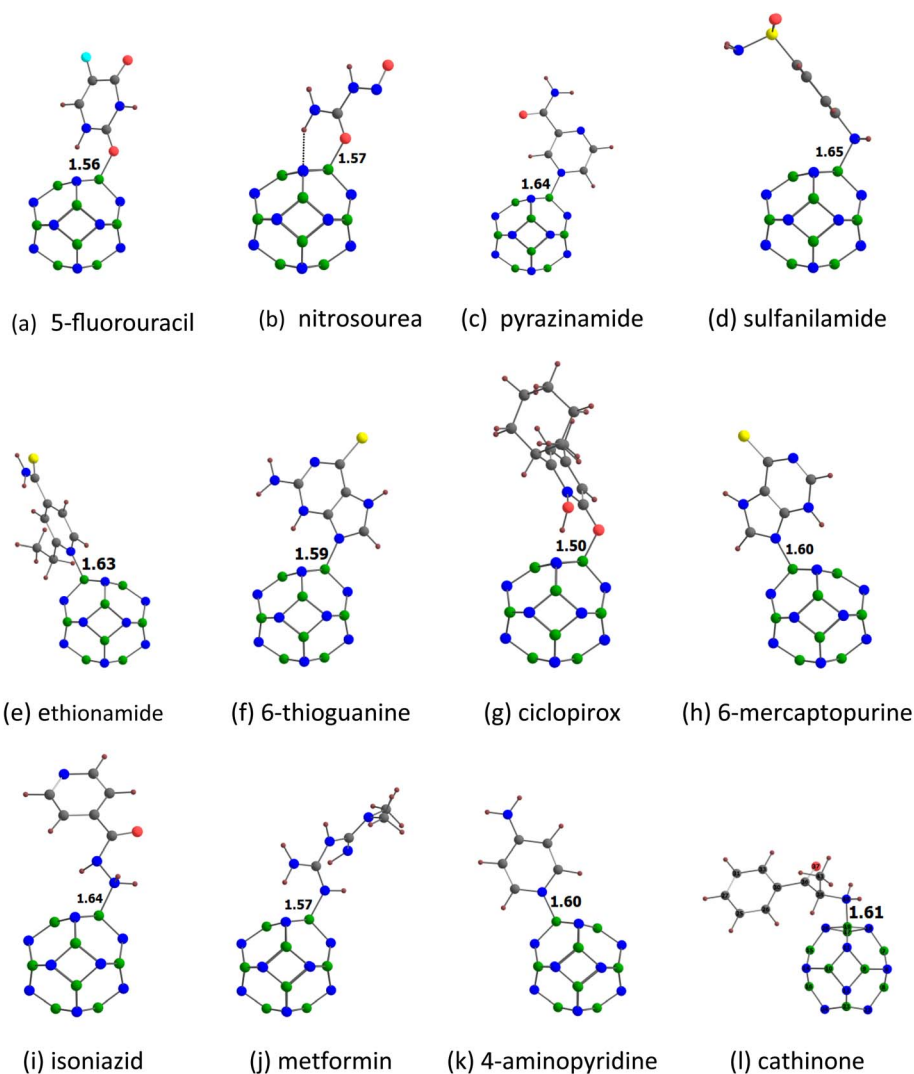 1.56
1.57
1.64
1.65
(a) 5-fluorouracil
(b) nitrosourea
(c) pyrazinamide
(d) sulfanilamide
1.63
1.59
1.50
1.60
(e) ethionamide
(f) 6-thioguanine
(g) ciclopirox
(h) 6-mercaptopurine
1.64
1.57
1.60
1.61
(i) isoniazid
(j) metformin
(k) 4-aminopyridine
(l) cathinone